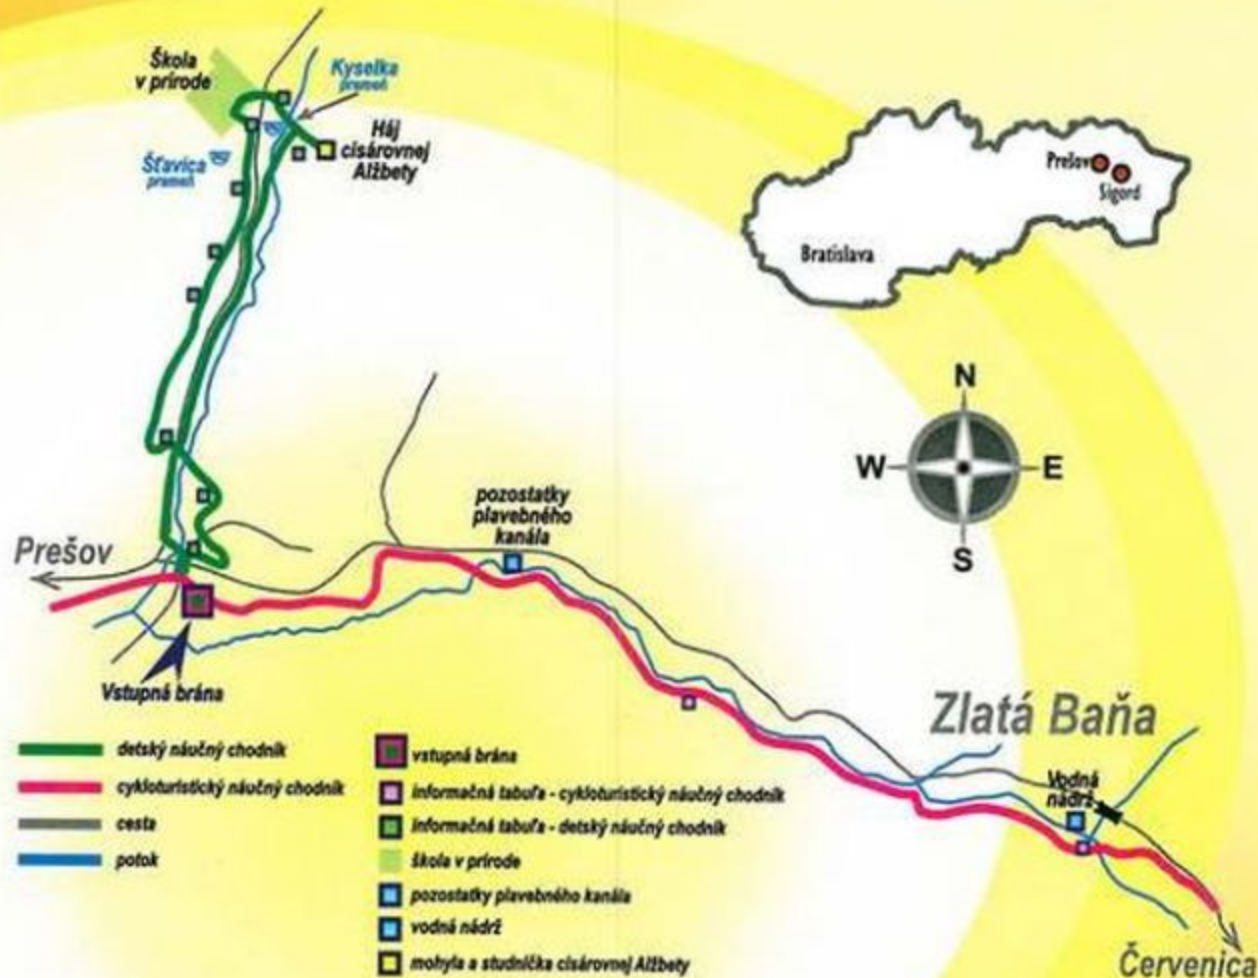 Škola
v prírode
Kyselka
prameň
Háj
cisárovnej
Alžbety
Šťavica
prameň
Prešov
Sigord
Bratislava
N
W
E
S
pozostatky
plavebného
kanála
Prešov
Vstupná brána
Zlatá Baňa
Vodná
nádrž
Červenica
detský náučný chodník
cykloturistický náučný chodník
cesta
potok
vstupná brána
informačná tabuľa - cykloturistický náučný chodník
informačná tabuľa - detský náučný chodník
škola v prírode
pozostatky plavebného kanála
vodná nádrž
mohyla a studnička cisárovnej Alžbety